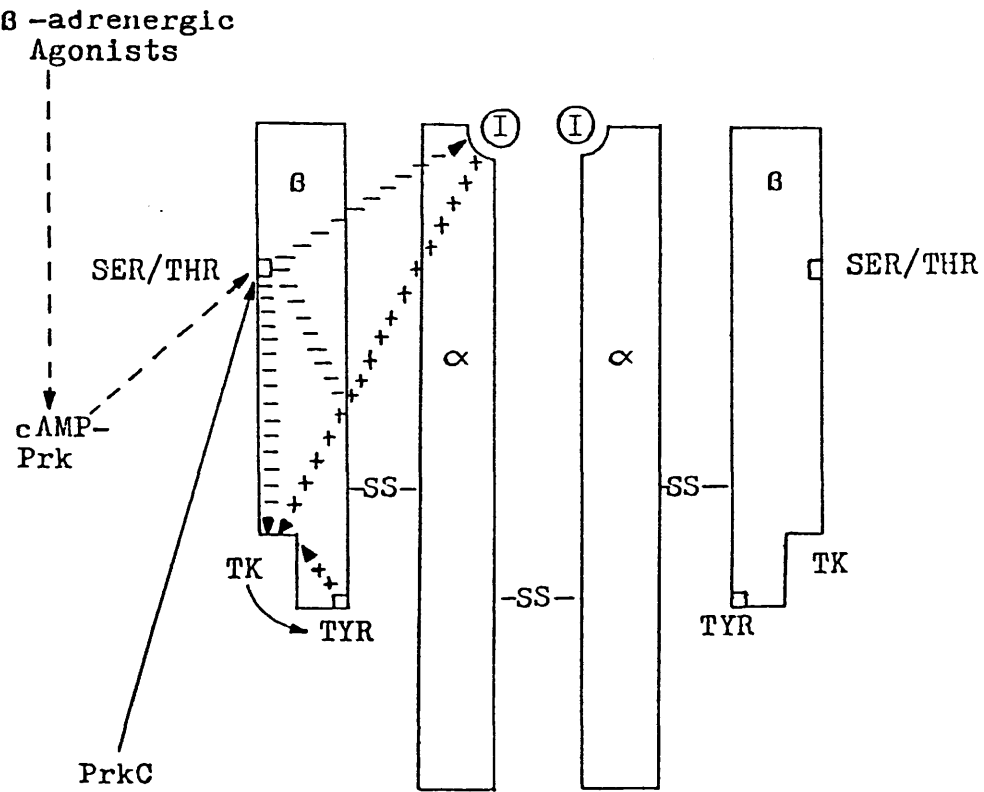 β -adrenergic
Agonists
I
I
β
β
SER/THR
SER/THR
α
α
cAMP-
Prk
-SS-
-SS-
TK
TK
-SS-
TYR
TYR
PrkC